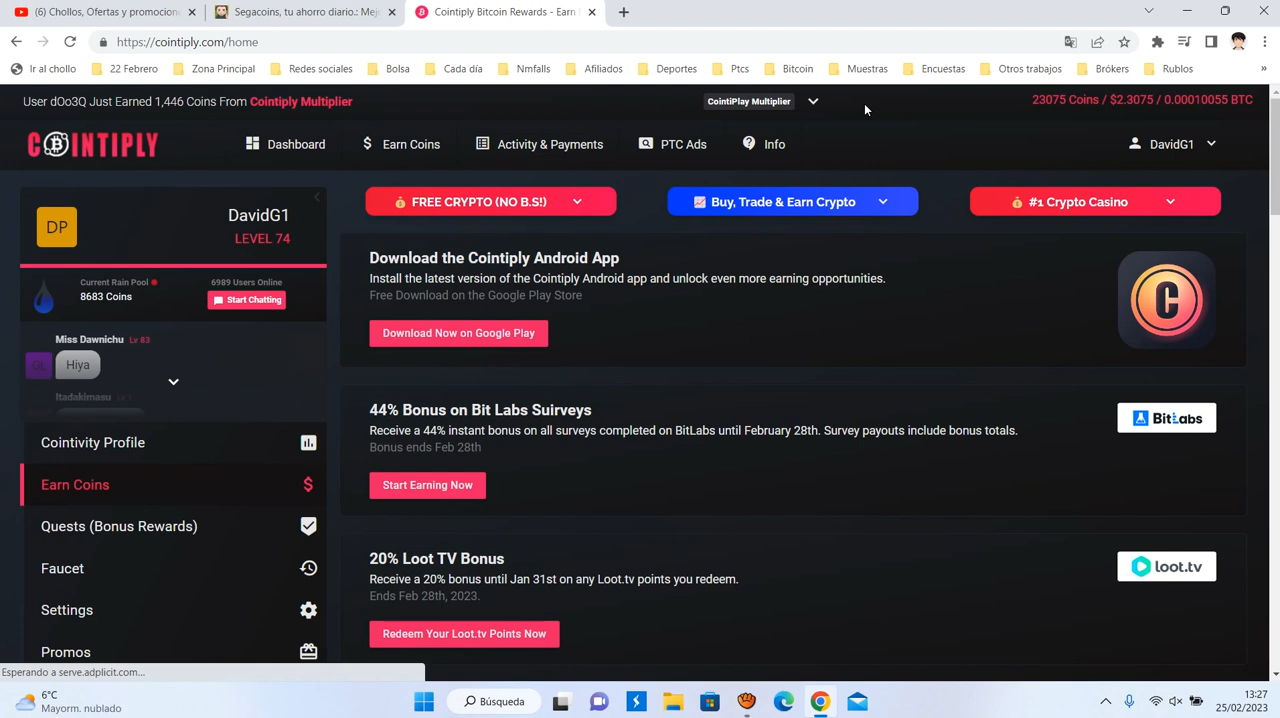 (6) Chollos, Ofertas y promocione
Segacoins, tu ahorro diario.: Mejo
Cointiply Bitcoin Rewards - Earn
https://cointiply.com/home
Ir al chollo
22 Febrero
Zona Principal
Redes sociales
Bolsa
Cada día
Nmfalls
Afiliados
Deportes
Ptcs
Bitcoin
Muestras
Encuestas
Otros trabajos
Brókers
Rublos
»
User dOo3Q Just Earned 1,446 Coins From Cointiply Multiplier
CointiPlay Multiplier
23075 Coins / $2.3075 / 0.00010055 BTC
COINTIPLY
Dashboard
Earn Coins
Activity & Payments
PTC Ads
Info
DavidG1
DP
DavidG1
LEVEL 74
FREE CRYPTO (NO B.S!)
Buy, Trade & Earn Crypto
#1 Crypto Casino
Current Rain Pool
8683 Coins
6989 Users Online
Start Chatting
Miss Dawnichu Lv 83
GL
Hiya
Itadakimasu Lv 1
Cointivity Profile
Earn Coins
Quests (Bonus Rewards)
Faucet
Settings
Promos
Download the Cointiply Android App
Install the latest version of the Cointiply Android app and unlock even more earning opportunities.
Free Download on the Google Play Store
Download Now on Google Play
44% Bonus on Bit Labs Suirveys
Receive a 44% instant bonus on all surveys completed on BitLabs until February 28th. Survey payouts include bonus totals.
Bonus ends Feb 28th
Start Earning Now
BitLabs
20% Loot TV Bonus
Receive a 20% bonus until Jan 31st on any Loot.tv points you redeem.
Ends Feb 28th, 2023.
Redeem Your Loot.tv Points Now
loot.tv
Esperando a serve.adplicit.com...
6°C
Mayorm. nublado
Búsqueda
13:27
25/02/2023